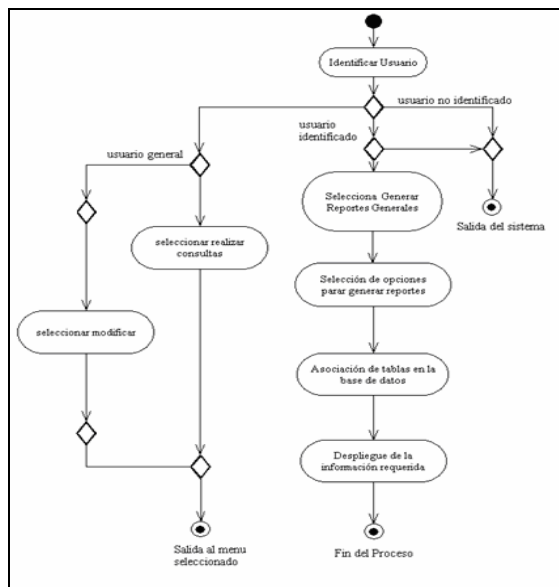 Identificar Usuario
usuario no identificado
usuario
identificado
usuario general
Selecciona Generar
Reportes Generales
Salida del sistema
seleccionar realizar
consultas
Selección de opciones
parar generar reportes
seleccionar modificar
Asociación de tablas en la
base de datos
Despliegue de la
información requerida
Salida al menu
seleccionado
Fin del Proceso